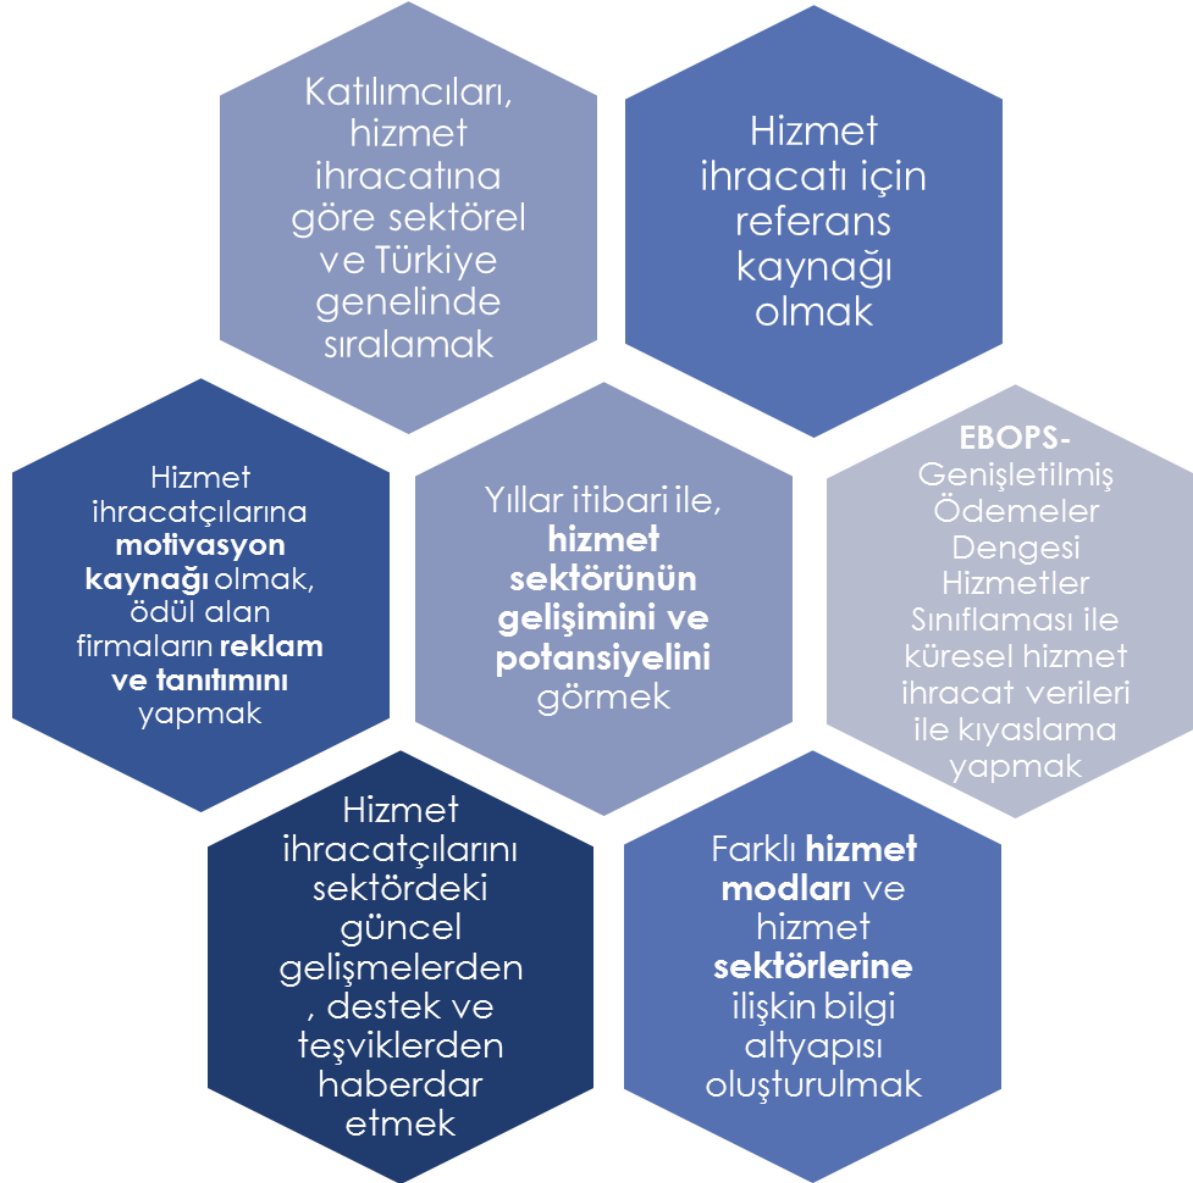 Katılımcıları,
hizmet
ihracatına
göre sektörel
ve Türkiye
genelinde
sıralamak
Hizmet
ihracatı için
referans
kaynağı
olmak
Hizmet
ihracatçılarına
motivasyon
kaynağı olmak,
ödül alan
firmaların reklam
ve tanıtımını
yapmak
Yıllar itibari ile,
hizmet
sektörünün
gelişimini ve
potansiyelini
görmek
EBOPS-
Genişletilmiş
Ödemeler
Dengesi
Hizmetler
Sınıflaması ile
küresel hizmet
ihracat verileri
ile kıyaslama
yapmak
Hizmet
ihracatçılarını
sektördeki
güncel
gelişmelerden
, destek ve
teşviklerden
haberdar
etmek
Farklı hizmet
modları ve
hizmet
sektörlerine
ilişkin bilgi
altyapısı
oluşturulmak